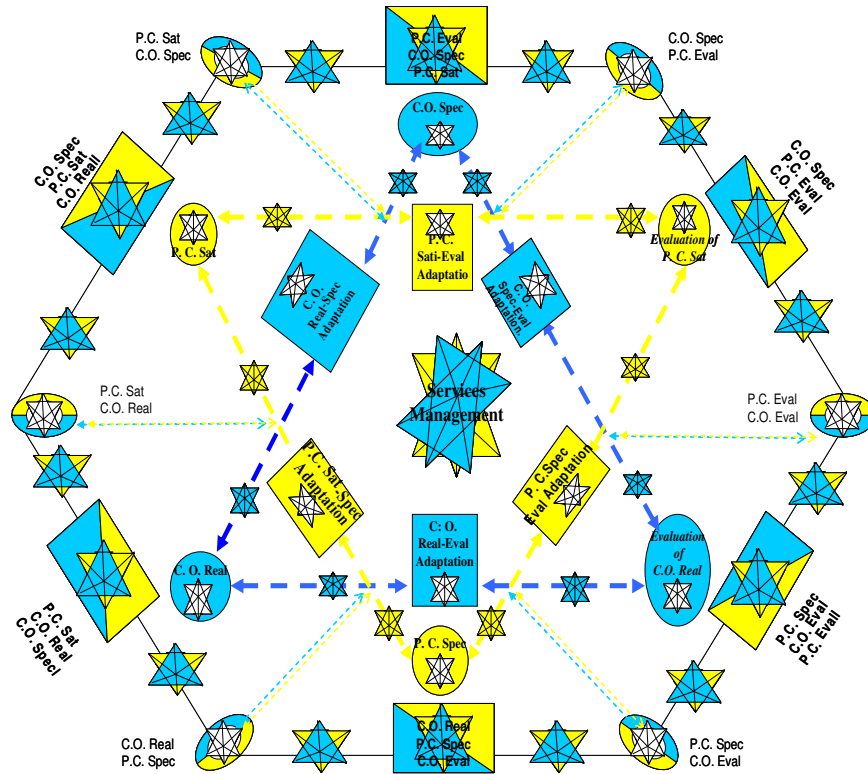 P.C. Sat
C.O. Spec
P.C. Eval
C.O. Spec
P.C. Sat
C.O. Spec
P.C. Eval
C.O. Spec
C.O. Spec
P.C. Sat
C.O. Reall
C.O. Spec
P.C. Eval
C.O. Eval
P. C. Sat
P. C.
Sati-Eval
Adaptatio
Evaluation of
P. C. Sat
C. O.
Real-Spec
Adaptation
C. O.
Spec-Eval
Adaptation.
Services
Management
P.C. Sat
C.O. Real
P.C. Eval
C.O. Eval
P.C. Sat-Spec
Adaptation
P. C.Spec
Eval Adaptation
C: O.
Real-Eval
Adaptation
C. O. Real
Evaluation
of
C.O. Real
P.C. Sat
C.O. Real
C.O. Specl
P.C. Spec
C.O. Eval
P.C. Evall
P. C. Spec
C.O. Real
P.C. Spec
C.O. Real
P.C. Spec
C.O. Eval
P.C. Spec
C.O. Eval